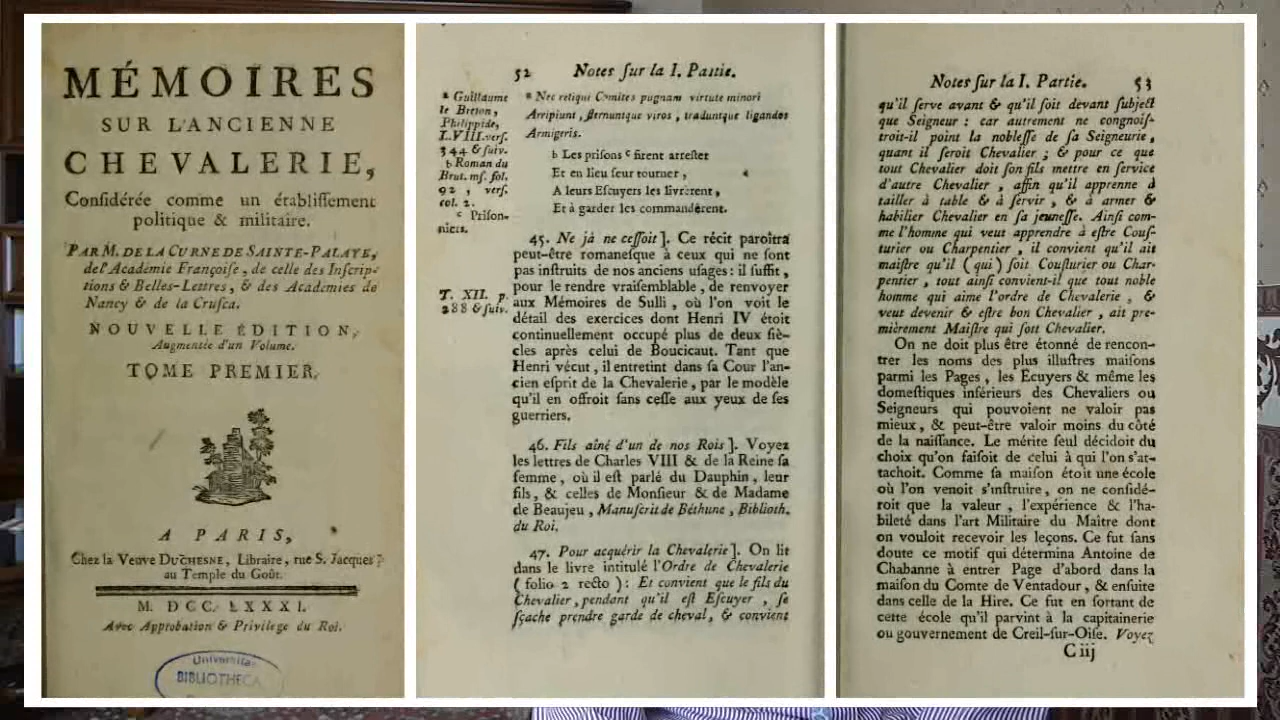 MÉMOIRES
SUR L'ANCIENNE
CHEVALERIE,
Conſidérée comme un établiſſement
politique & militaire.
PAR M. DE LA CURNE DE SAINTE-PALAYE,
de l'Académie Françoiſe, de celle des Inſcrip-
tions & Belles-Lettres, & des Académies de
Nancy & de la Cruſca.
NOUVELLE ÉDITION,
Augmentée d'un Volume.
TOME PREMIER.
A PARIS,
Chez la Veuve DUCHESNE, Libraire, rue S. Jacques,
au Temple du Goût.
M. DCC. LXXXI.
Avec Approbation & Privilege du Roi.
BIBLIOTHECA
52 Notes ſur la I. Partie.
a Guillaume
le Breton,
Philippide,
L. VIII. verſ.
344 & ſuiv.
b Roman du
Brut. mſ. fol.
92, verſ.
col. 2.
c Priſon-
niers.
a Nec reliqui Comites pugnam virtute minori
Arripiunt, ſternuntque viros, traduntque ligandos
Armigeris.
b Les priſons c firent arreſter
Et en lieu ſeur tourner,
A leurs Eſcuyers les livrèrent,
Et à garder les commandèrent.
45. Ne jà ne ceſſoit]. Ce récit paroîtra
peut-être romaneſque à ceux qui ne ſont
pas inſtruits de nos anciens uſages: il ſuffit,
pour le rendre vraiſemblable, de renvoyer
T. XII. p.
288 & ſuiv.
aux Mémoires de Sulli, où l'on voit le
détail des exercices dont Henri IV étoit
continuellement occupé plus de deux ſiè-
cles après celui de Boucicaut. Tant que
Henri vécut, il entretint dans ſa Cour l'an-
cien eſprit de la Chevalerie, par le modèle
qu'il en offroit ſans ceſſe aux yeux de ſes
guerriers.
46. Fils aîné d'un de nos Rois]. Voyez
les lettres de Charles VIII & de la Reine ſa
femme, où il eſt parlé du Dauphin, leur
fils, & celles de Monſieur & de Madame
de Beaujeu, Manuſcrit de Béthune, Biblioth.
du Roi.
47. Pour acquérir la Chevalerie]. On lit
dans le livre intitulé l'Ordre de Chevalerie
(folio 2 recto): Et convient que le fils du
Chevalier, pendant qu'il eſt Eſcuyer, ſe
ſçache prendre garde de cheval, & convient
Notes ſur la I. Partie. 53
qu'il ſerve avant & qu'il ſoit devant ſubject
que Seigneur: car autrement ne congnoiſ-
troit-il point la nobleſſe de ſa Seigneurie,
quant il ſeroit Chevalier; & pour ce que
tout Chevalier doit ſon fils mettre en ſervice
d'autre Chevalier, affin qu'il apprenne à
tailler à table & à ſervir, & à armer &
habilier Chevalier en ſa jeuneſſe. Ainſi com-
me l'homme qui veut apprendre à eſtre Couſ-
turier ou Charpentier, il convient qu'il ait
maiſtre qu'il (qui) ſoit Couſturier ou Char-
pentier, tout ainſi convient-il que tout noble
homme qui aime l'ordre de Chevalerie, &
veut devenir & eſtre bon Chevalier, ait pre-
mièrement Maiſtre qui ſoit Chevalier.
On ne doit plus être étonné de rencon-
trer les noms des plus illuſtres maiſons
parmi les Pages, les Ecuyers & même les
domeſtiques inférieurs des Chevaliers ou
Seigneurs qui pouvoient ne valoir pas
mieux, & peut-être valoir moins du côté
de la naiſſance. Le mérite ſeul décidoit du
choix qu'on faiſoit de celui à qui l'on s'at-
tachoit. Comme ſa maiſon étoit une école
où l'on venoit s'inſtruire, on ne conſidé-
roit que la valeur, l'expérience & l'ha-
bileté dans l'art Militaire du Maître dont
on vouloit recevoir les leçons. Ce fut ſans
doute ce motif qui détermina Antoine de
Chabanne à entrer Page d'abord dans la
maiſon du Comte de Ventadour, & enſuite
dans celle de la Hire. Ce fut en ſortant de
cette école qu'il parvint à la capitainerie
ou gouvernement de Creil-ſur-Oiſe. Voyez
C iij